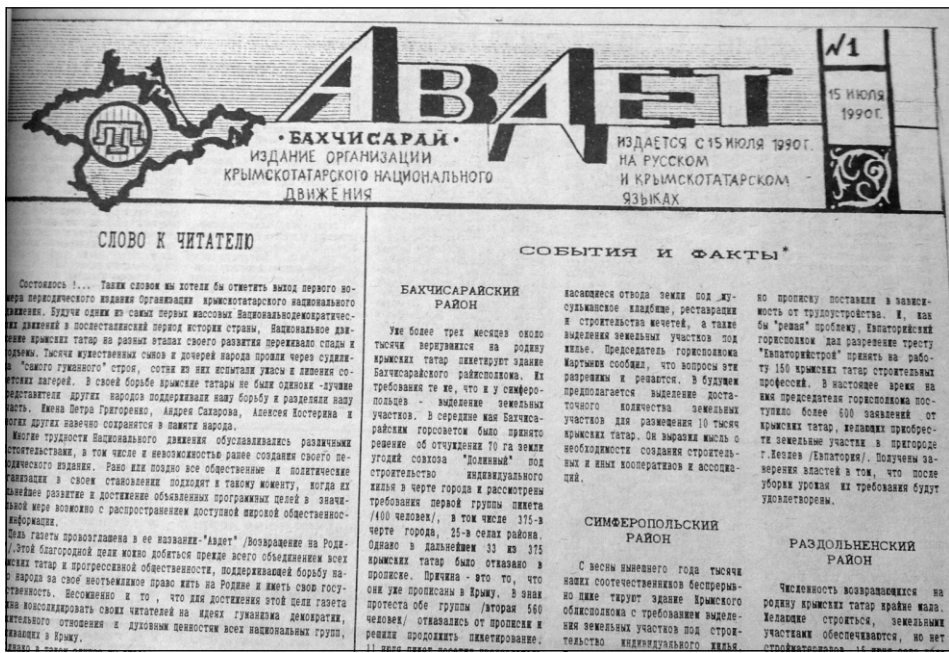 АВДЕТ
№1
15 ИЮЛЯ
1990 Г.
• БАХЧИСАРАЙ •
ИЗДАНИЕ ОРГАНИЗАЦИИ
КРЫМСКОТАТАРСКОГО НАЦИОНАЛЬНОГО
ДВИЖЕНИЯ
ИЗДАЕТСЯ С 15 ИЮЛЯ 1990 Г.
НА РУССКОМ
И КРЫМСКОТАТАРСКОМ
ЯЗЫКАХ
СЛОВО К ЧИТАТЕЛЮ
Состоялось !... Таким словом мы хотели бы отметить выход первого но-
мера периодического издания Организации крымскотатарского национального
движения. Будучи одним из самых первых массовых Национальнодемократичес-
ких движений в послесталинский период истории страны, Национальное дви-
жение крымских татар на разных этапах своего развития переживало спады и
подъемы. Тысячи мужественных сынов и дочерей народа прошли через судили-
"самого гуманного" строя, сотни из них испытали ужасы и лишения со-
ветских лагерей. В своей борьбе крымские татары не были одиноки -лучшие
представители других народов поддерживали нашу борьбу и разделяли нашу
часть. Имена Петра Григоренко, Андрея Сахарова, Алексея Костерина и
многих других навечно сохранятся в памяти народа.
Многие трудности Национального движения обуславливались различными
обстоятельствами, в том числе и невозможностью ранее создания своего пе-
риодического издания. Рано или поздно все общественные и политические
организации в своем становлении подходят к такому моменту, когда их
дальнейшее развитие и достижение объявленных программных целей в значи-
тельной мере возможно с распространением доступной широкой общественнос-
информации.
Цель газеты провозглашена в ее названии-"Авдет" /Возвращение на Роди-
/.Этой благородной цели можно добиться прежде всего объединением всех
крымских татар и прогрессивной общественности, поддерживающей борьбу на-
народа за своё неотъемлемое право жить на Родине и иметь свою госу-
дарственность. Несомненно и то , что для достижения этой цели газета
консолидировать своих читателей на идеях гуманизма демократии,
отношения к духовным ценностям всех национальных групп,
в Крыму.
СОБЫТИЯ И ФАКТЫ*
БАХЧИСАРАЙСКИЙ
РАЙОН
Уже более трех месяцев около
тысячи вернувшихся на родину
крымских татар пикетируют здание
Бахчисарайского райисполкома. Их
требования те же, что и у симферо-
польцев - выделение земельных
участков. В середине мая Бахчиса-
райским горсоветом было принято
решение об отчуждении 70 га земли
угодий совхоза "Долинный" под
строительство индивидуального
жилья в черте города и рассмотрены
требования первой группы пикета
/400 человек/, в том числе 375-в
черте города, 25-в селах района.
Однако в дальнейшем 33 из 375
крымских татар было отказано в
прописке. Причина - это то, что
они уже прописаны в Крыму. В знак
протеста обе группы /вторая 560
человек/ отказались от прописки и
решили продолжить пикетирование.
касающиеся отвода земли под му-
сульманское кладбище, реставрации
и строительства мечетей, а также
выделения земельных участков под
жилье. Председатель горисполкома
Мартынов сообщил, что вопросы эти
разрешимы и решаются. В будущем
предполагается выделение доста-
точного количества земельных
участков для размещения 10 тысяч
крымских татар. Он выразил мысль о
необходимости создания строитель-
ных и иных кооперативов и ассоциа-
ций.
СИМФЕРОПОЛЬСКИЙ
РАЙОН
С весны нынешнего года тысячи
наших соотечественников беспрерыв-
но пике тируют здание Крымского
облисполкома с требованием выделе-
ния земельных участков под строи-
тельство индивидуального жилья.
но прописку поставили в зависи-
мость от трудоустройства. И, как
бы "решая" проблему, Евпаторийский
горисполком дал разрешение тресту
"Евпаторийстрой" принять на рабо-
ту 150 крымских татар строительных
профессий. В настоящее время на
имя председателя горисполкома пос-
тупило более 600 заявлений от
крымских татар, желающих приобрес-
ти земельные участки в пригороде
г.Кезлев /Евпатория/. Получены за-
верения властей в том, что после
уборки урожая их требования будут
удовлетворены.
РАЗДОЛЬНЕНСКИЙ
РАЙОН
Численность возвращающихся на
родину крымских татар крайне мала.
Желающие строиться, земельными
участками обеспечиваются, но нет